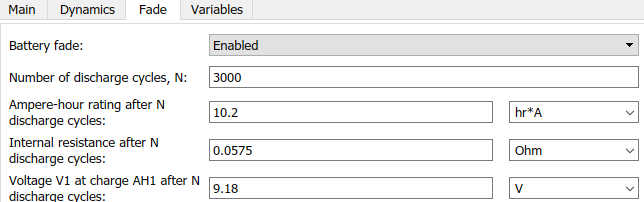 Main Dynamics Fade Variables
Battery fade: Enabled
Number of discharge cycles, N: 3000
Ampere-hour rating after N
discharge cycles: 10.2 hr*A
Internal resistance after N
discharge cycles: 0.0575 Ohm
Voltage V1 at charge AH1 after N
discharge cycles: 9.18 V